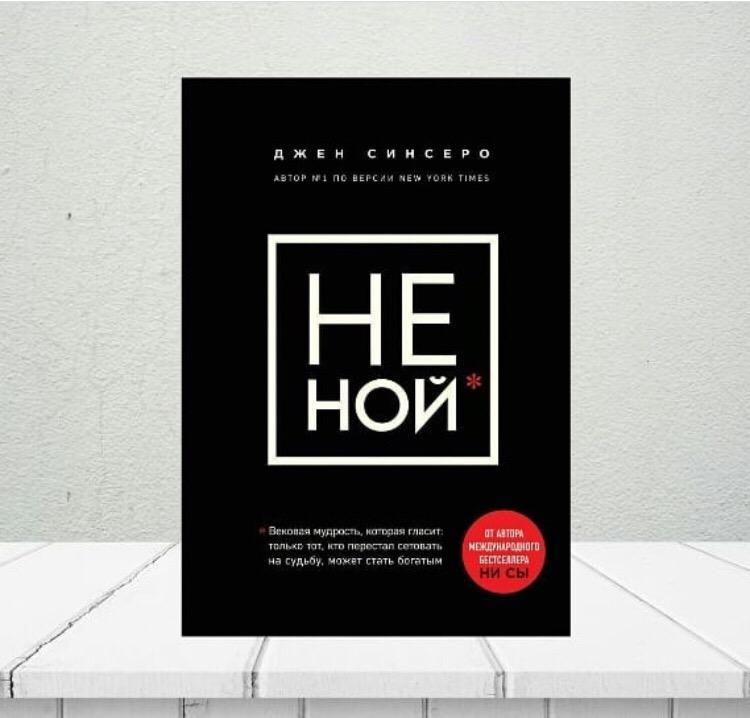 ДЖЕН СИНСЕРО
АВТОР №1 ПО ВЕРСИИ NEW YORK TIMES
НЕ
НОЙ*
* Вековая мудрость, которая гласит:
только тот, кто перестал сетовать
на судьбу, может стать богатым
ОТ АВТОРА
МЕЖДУНАРОДНОГО
БЕСТСЕЛЛЕРА
НИ СЫ